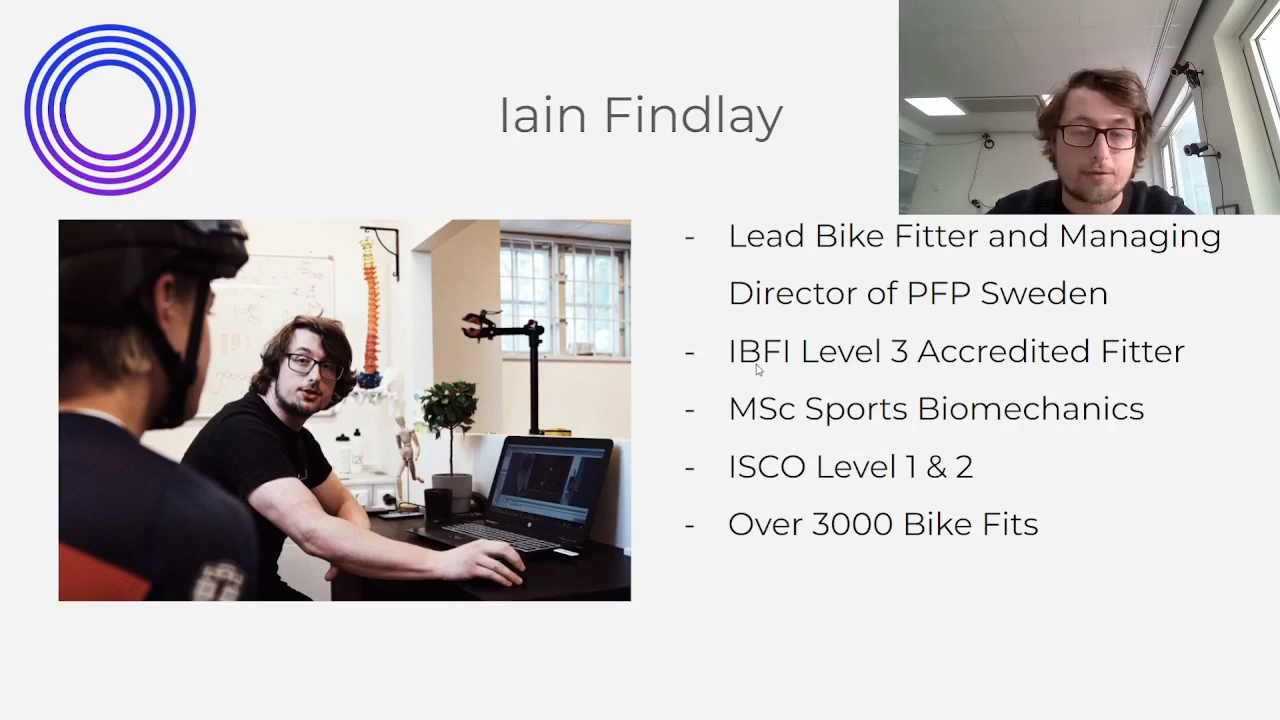 Iain Findlay
- Lead Bike Fitter and Managing
Director of PFP Sweden
- IBFI Level 3 Accredited Fitter
- MSc Sports Biomechanics
- ISCO Level 1 & 2
- Over 3000 Bike Fits